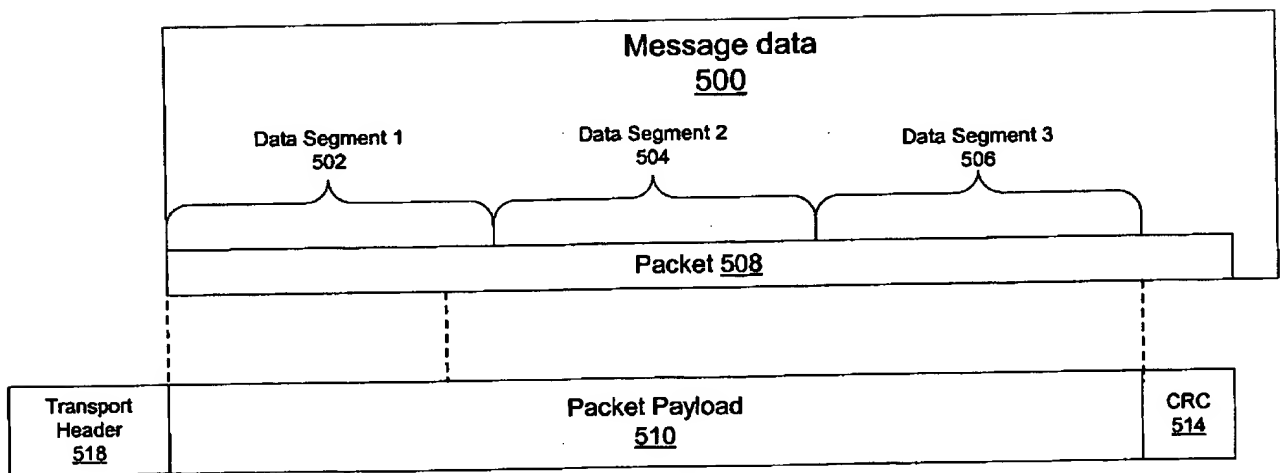 Message data
500
Data Segment 1
502
Data Segment 2
504
Data Segment 3
506
Packet 508
Transport
Header
518
Packet Payload
510
CRC
514